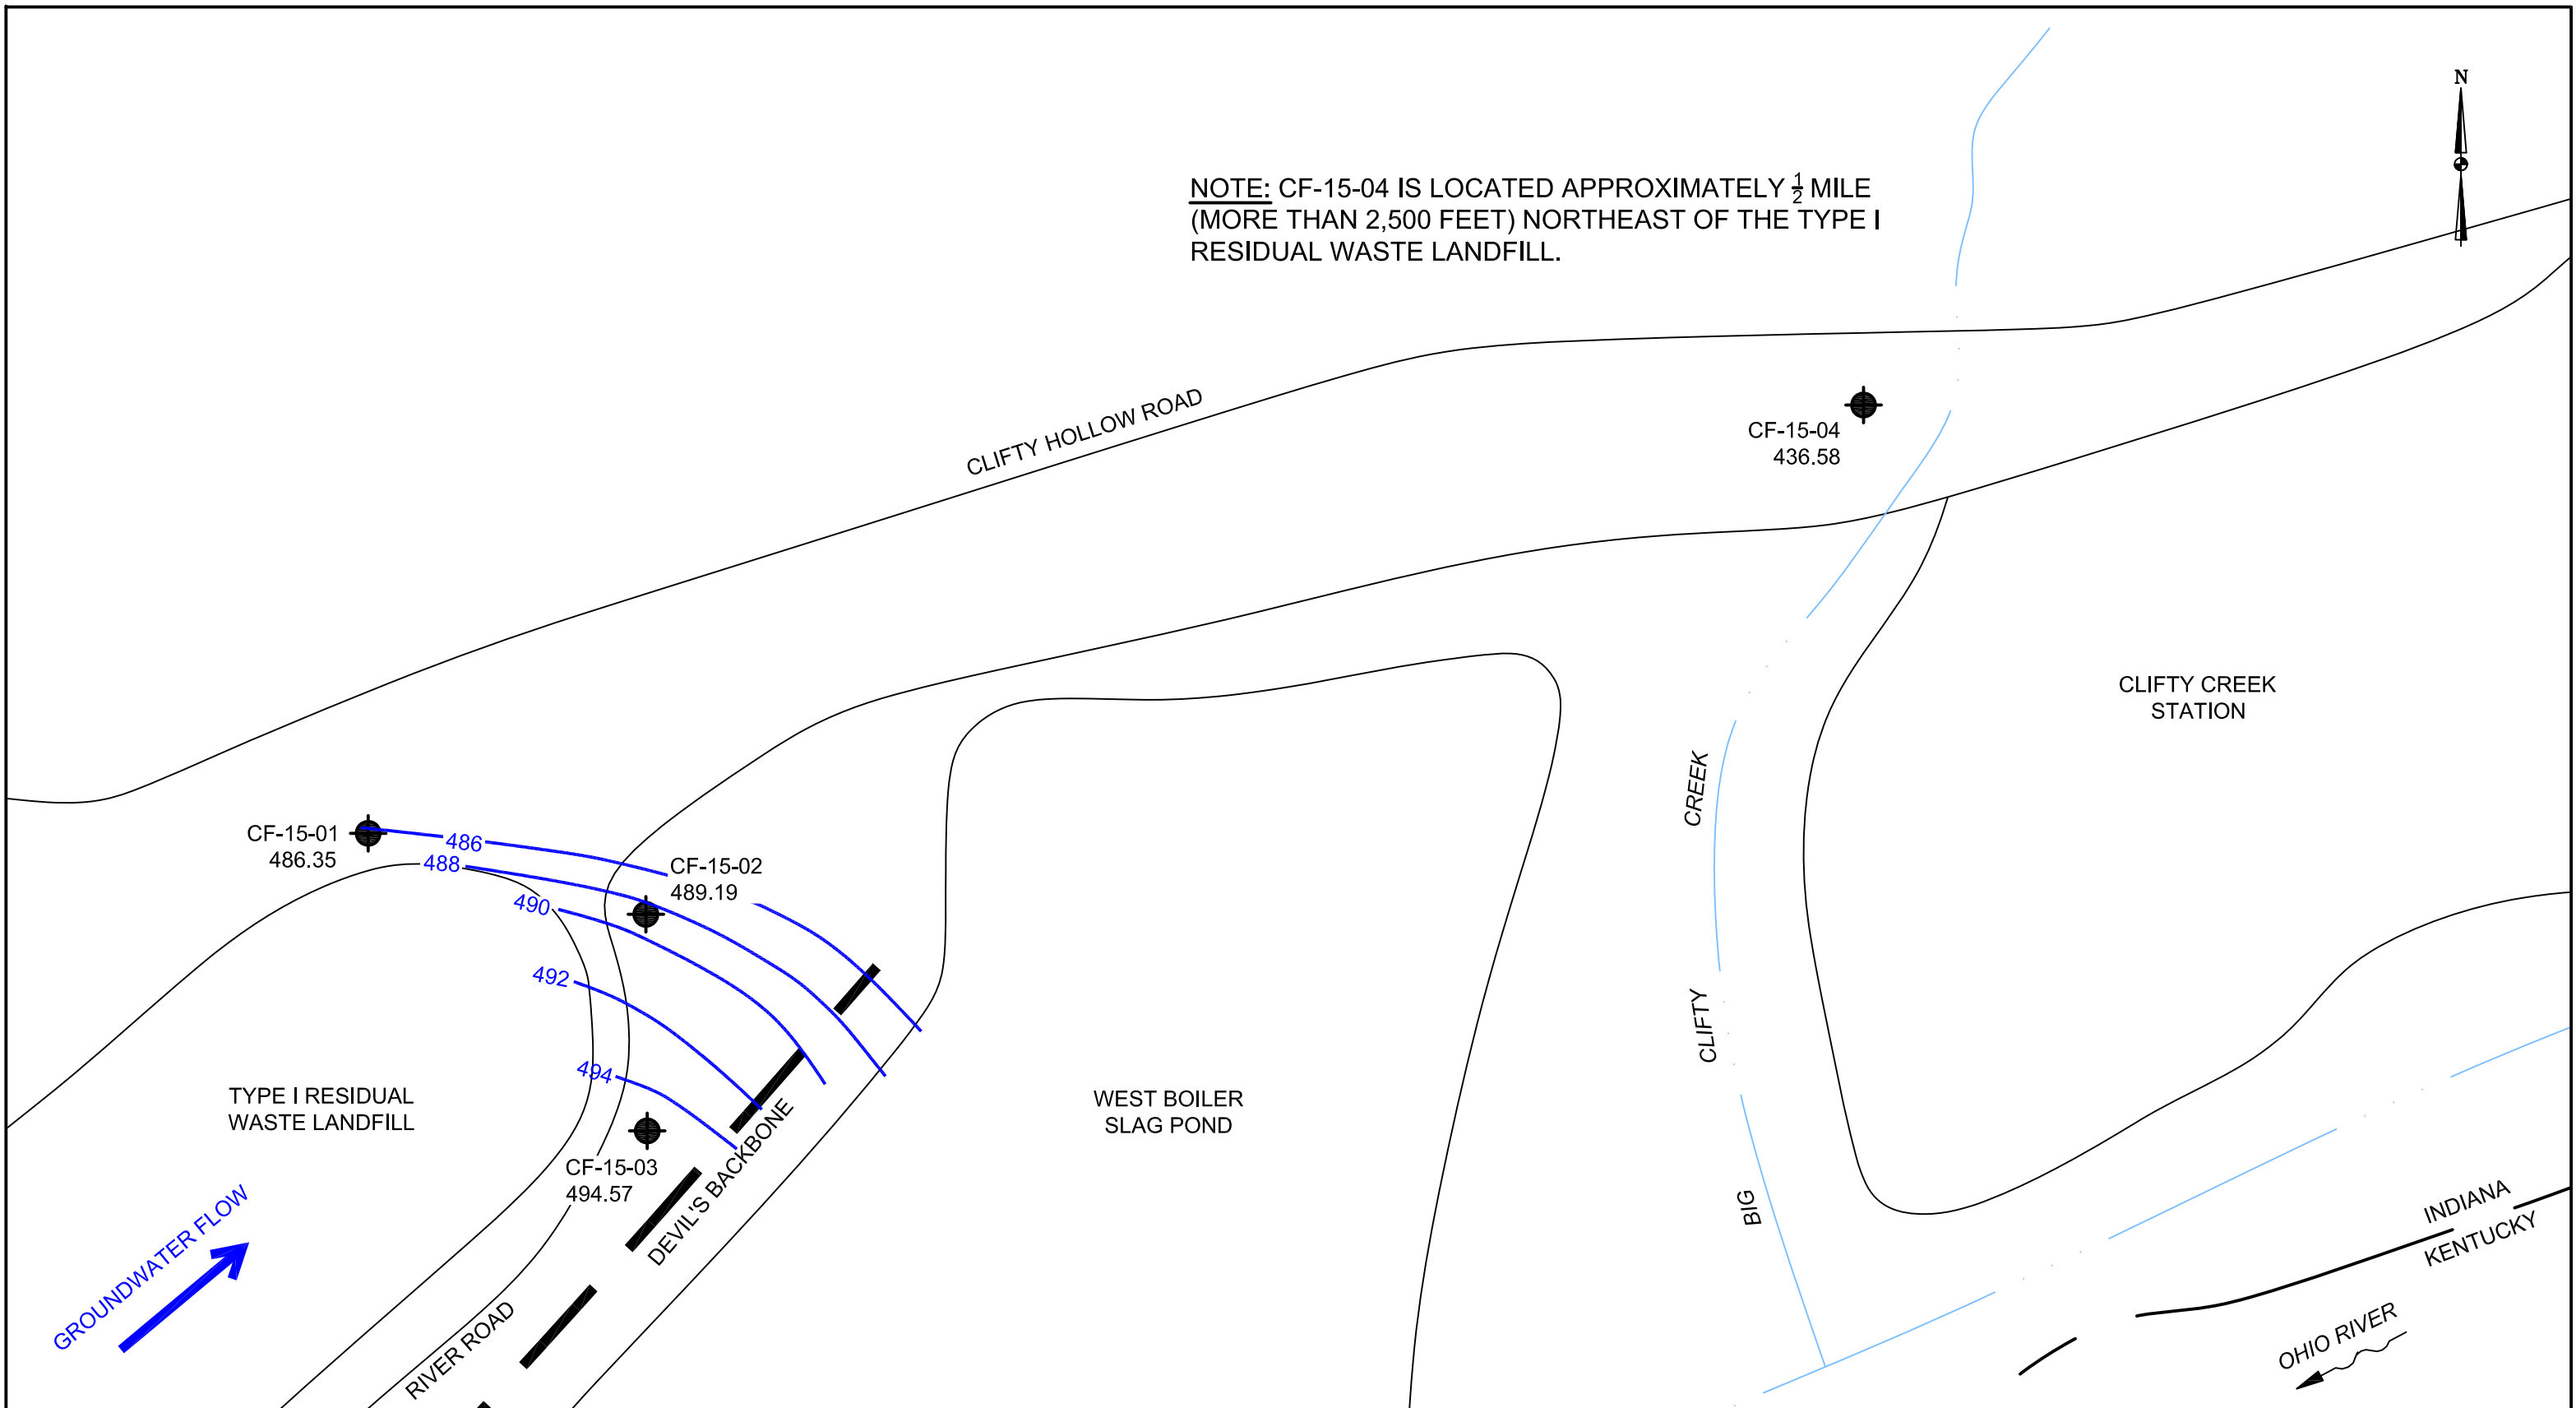 N
NOTE: CF-15-04 IS LOCATED APPROXIMATELY 1/2 MILE
(MORE THAN 2,500 FEET) NORTHEAST OF THE TYPE I
RESIDUAL WASTE LANDFILL.
CLIFTY HOLLOW ROAD
CF-15-04
436.58
CLIFTY CREEK
STATION
CF-15-01
486.35
486
488
490
492
494
CF-15-02
489.19
CF-15-03
494.57
TYPE I RESIDUAL
WASTE LANDFILL
WEST BOILER
SLAG POND
BIG CLIFTY CREEK
DEVIL'S BACKBONE
GROUNDWATER FLOW
RIVER ROAD
INDIANA
KENTUCKY
OHIO RIVER